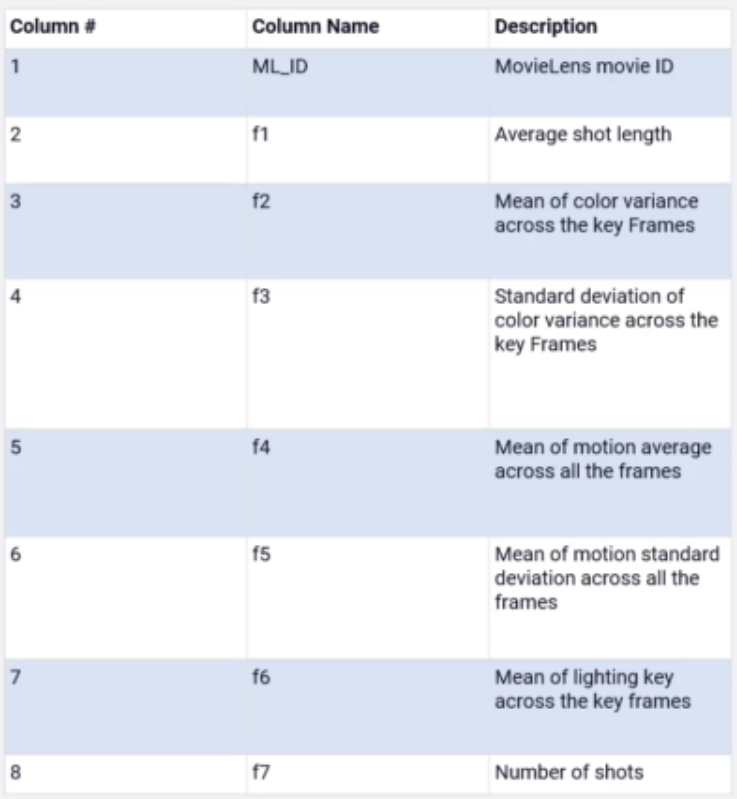 Column # Column Name Description
1 ML_ID MovieLens movie ID
2 f1 Average shot length
3 f2 Mean of color variance
across the key Frames
4 f3 Standard deviation of
color variance across the
key Frames
5 f4 Mean of motion average
across all the frames
6 f5 Mean of motion standard
deviation across all the
frames
7 f6 Mean of lighting key
across the key frames
8 f7 Number of shots